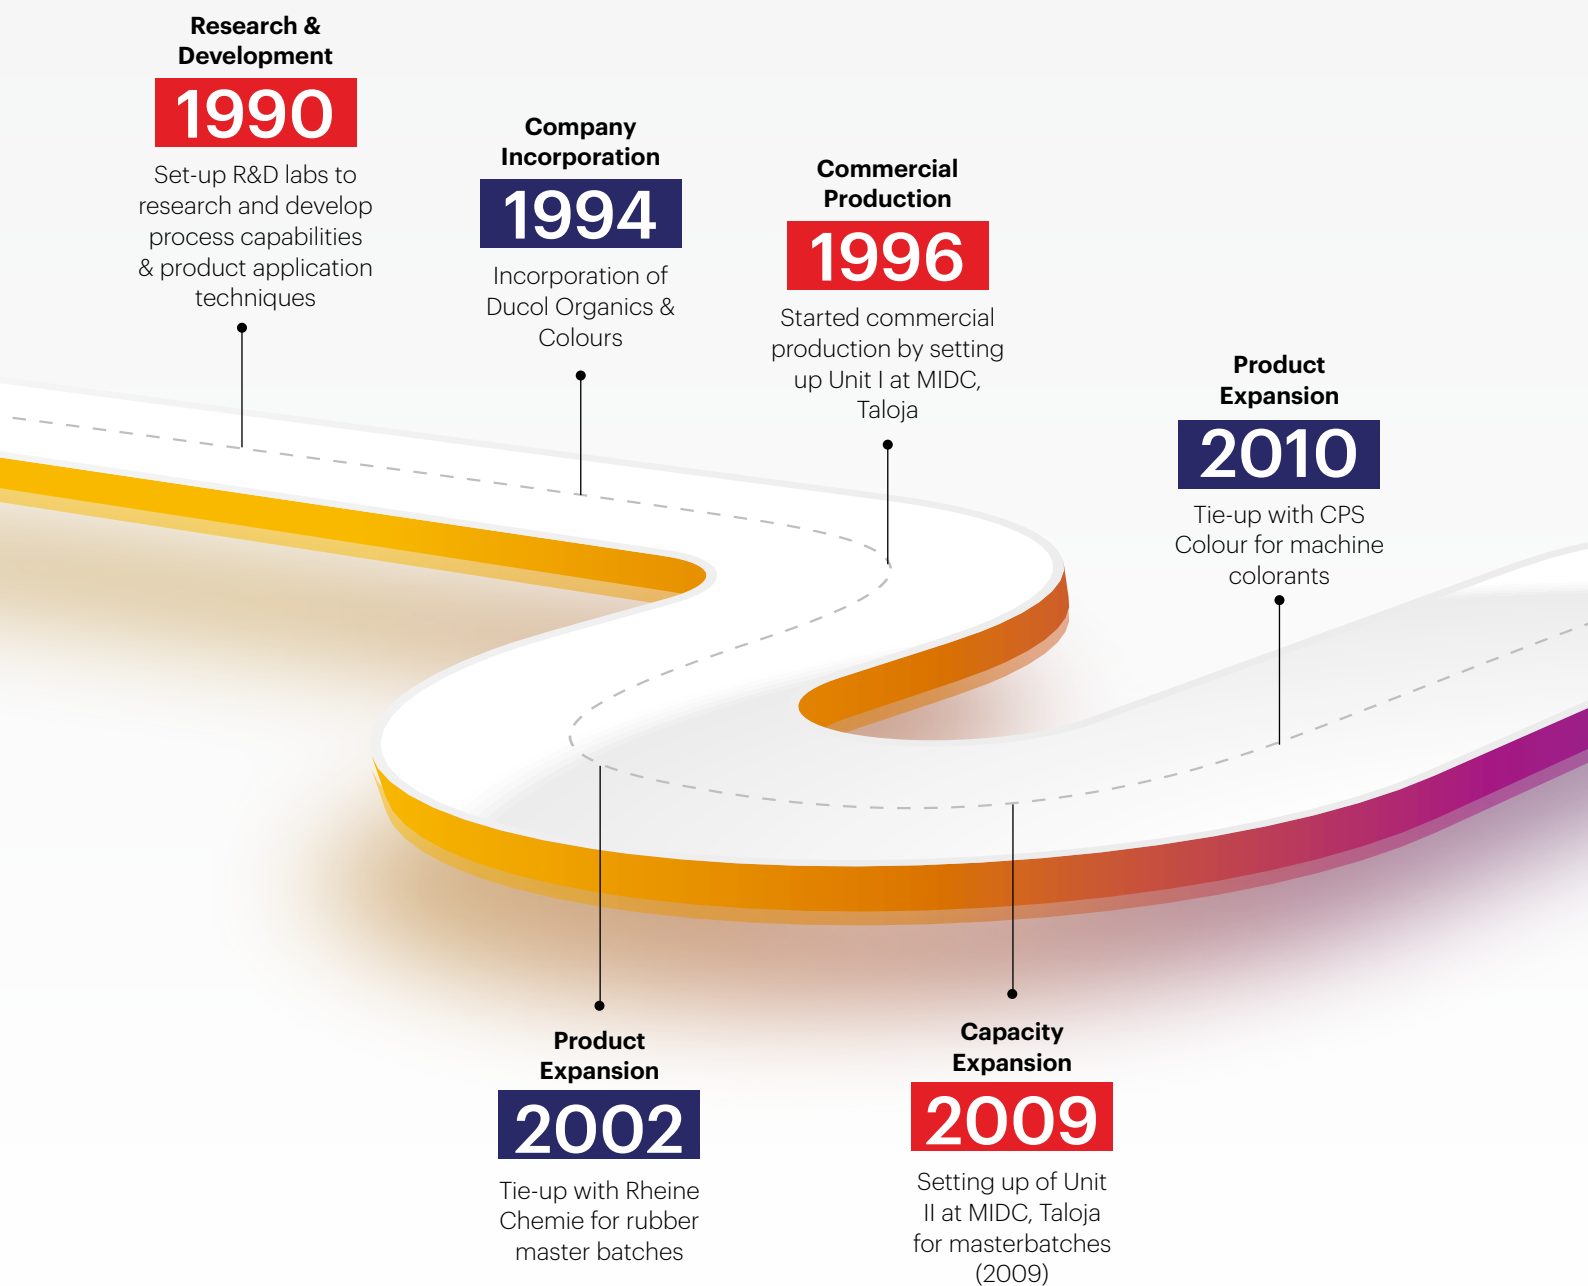 Research &
Development
1990
Set-up R&D labs to
research and develop
process capabilities
& product application
techniques
Company
Incorporation
1994
Incorporation of
Ducol Organics &
Colours
Commercial
Production
1996
Started commercial
production by setting
up Unit I at MIDC,
Taloja
Product
Expansion
2010
Tie-up with CPS
Colour for machine
colorants
Product
Expansion
2002
Tie-up with Rheine
Chemie for rubber
master batches
Capacity
Expansion
2009
Setting up of Unit
II at MIDC, Taloja
for masterbatches
(2009)